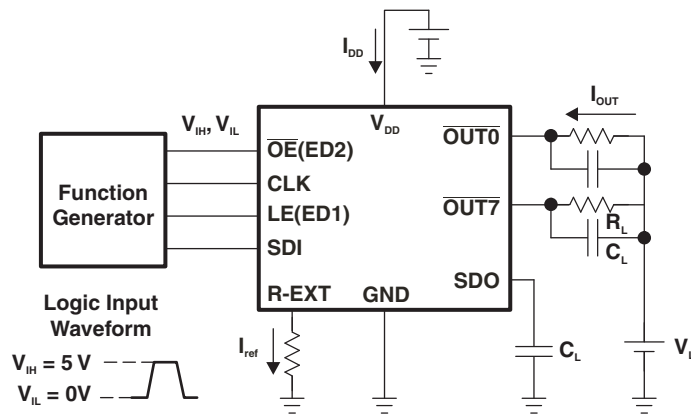 I_DD
V_IH, V_IL
V_DD
I_OUT
OE(ED2)
OUT0
Function
Generator
CLK
LE(ED1)
OUT7
R_L
SDI
C_L
SDO
R-EXT
GND
Logic Input
Waveform
I_ref
C_L
V_L
V_IH = 5 V
V_IL = 0V